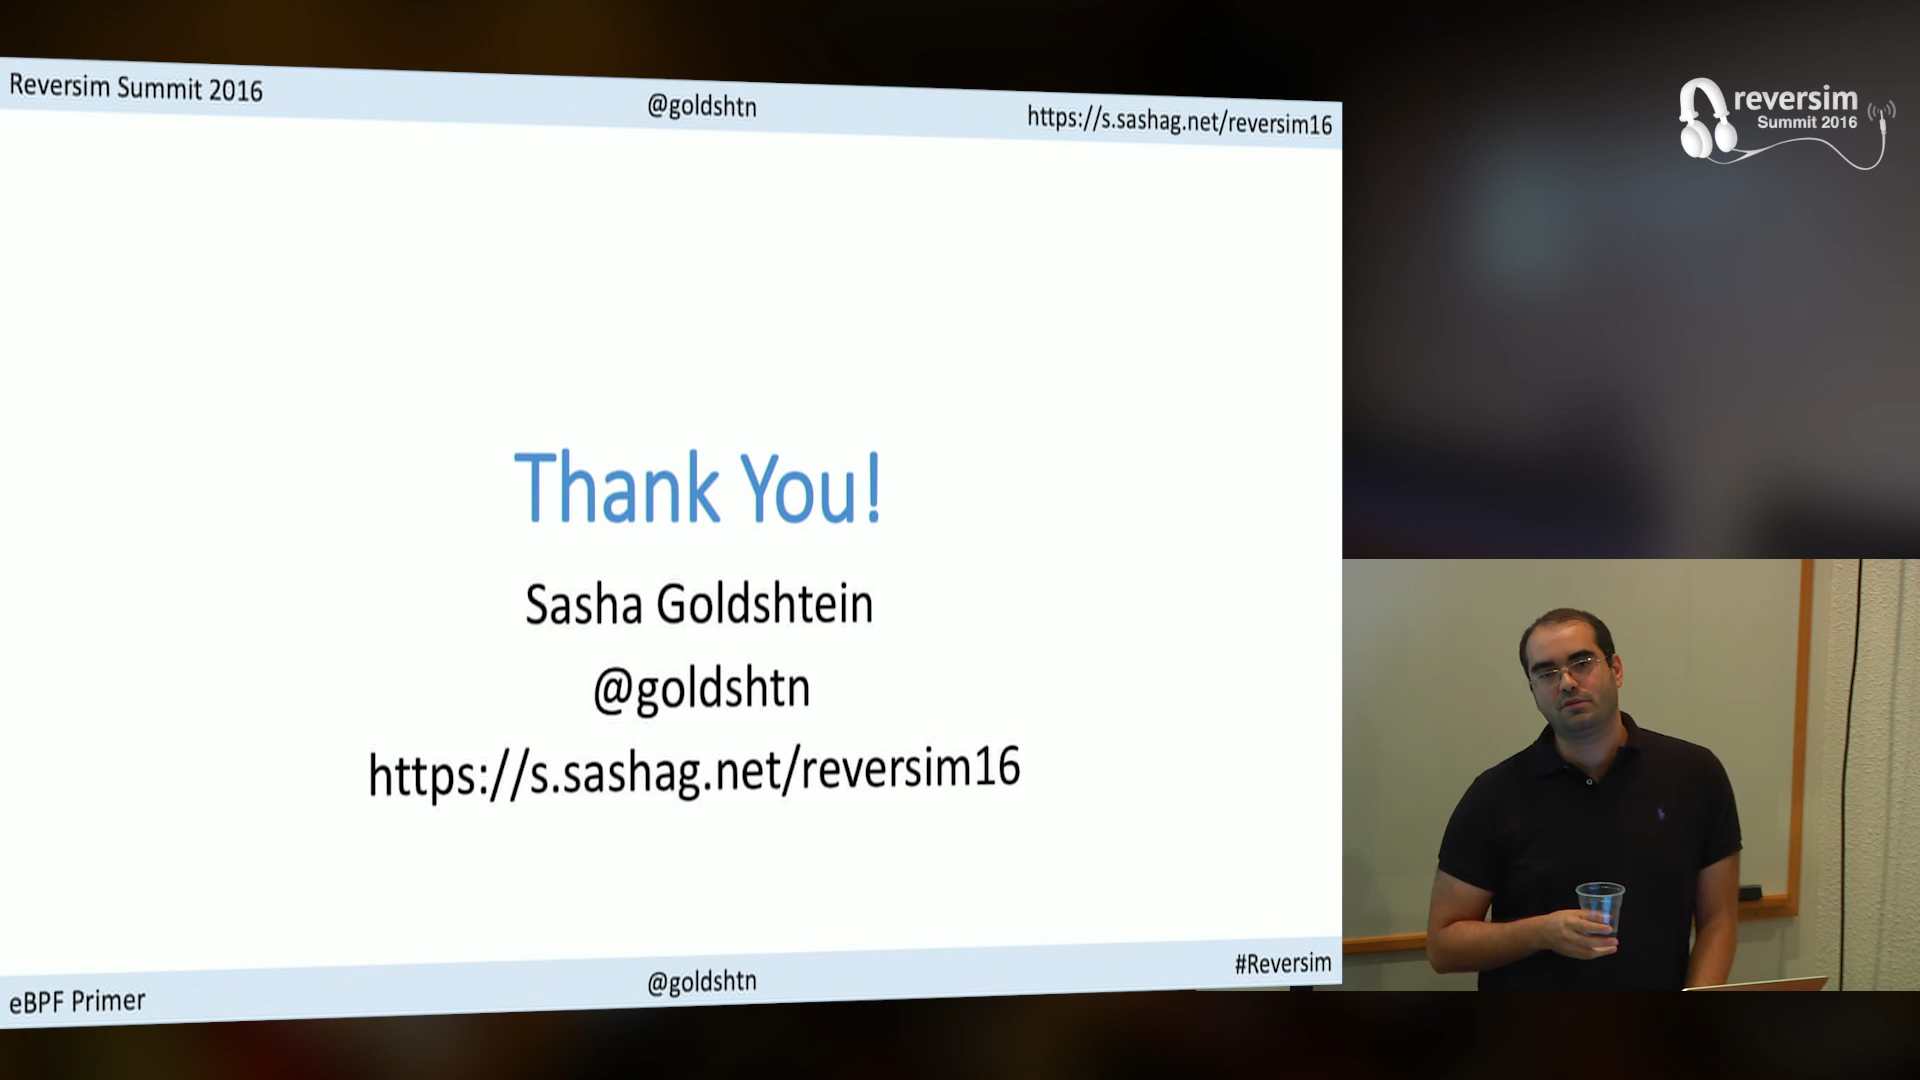 Reversim Summit 2016
@goldshtn
https://s.sashag.net/reversim16
Thank You!
Sasha Goldshtein
@goldshtn
https://s.sashag.net/reversim16
eBPF Primer
@goldshtn
#Reversim
reversim
Summit 2016